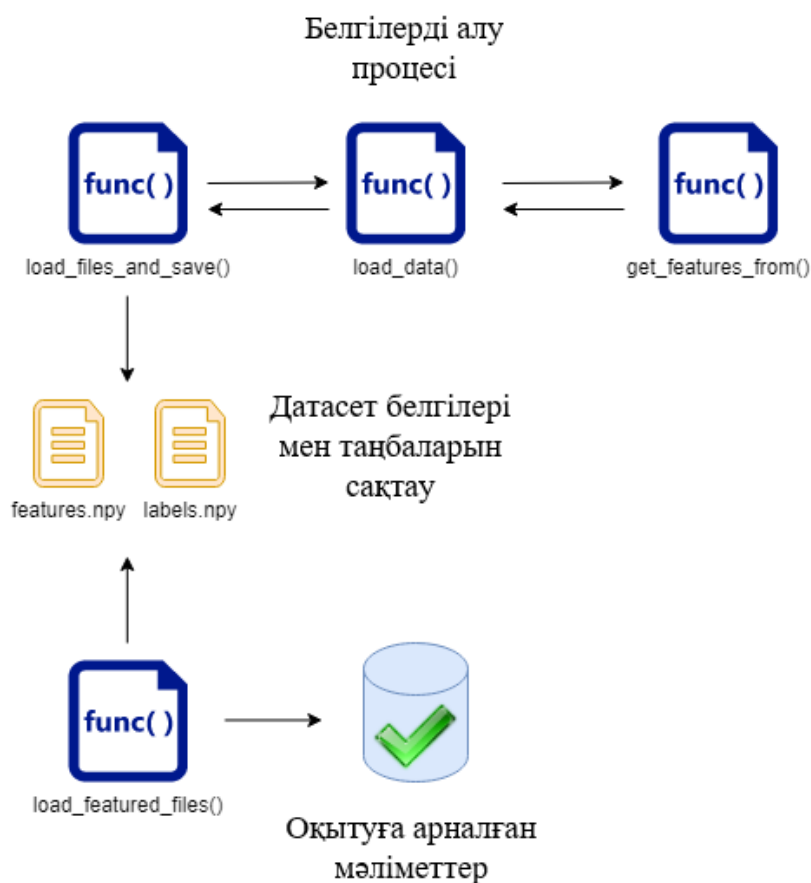 Белгілерді алу
процесі
func( )
func( )
func( )
load_files_and_save()
load_data()
get_features_from()
Датасет белгілері
мен таңбаларын
сақтау
features.npy
labels.npy
func( )
load_featured_files()
Оқытуға арналған
мәліметтер